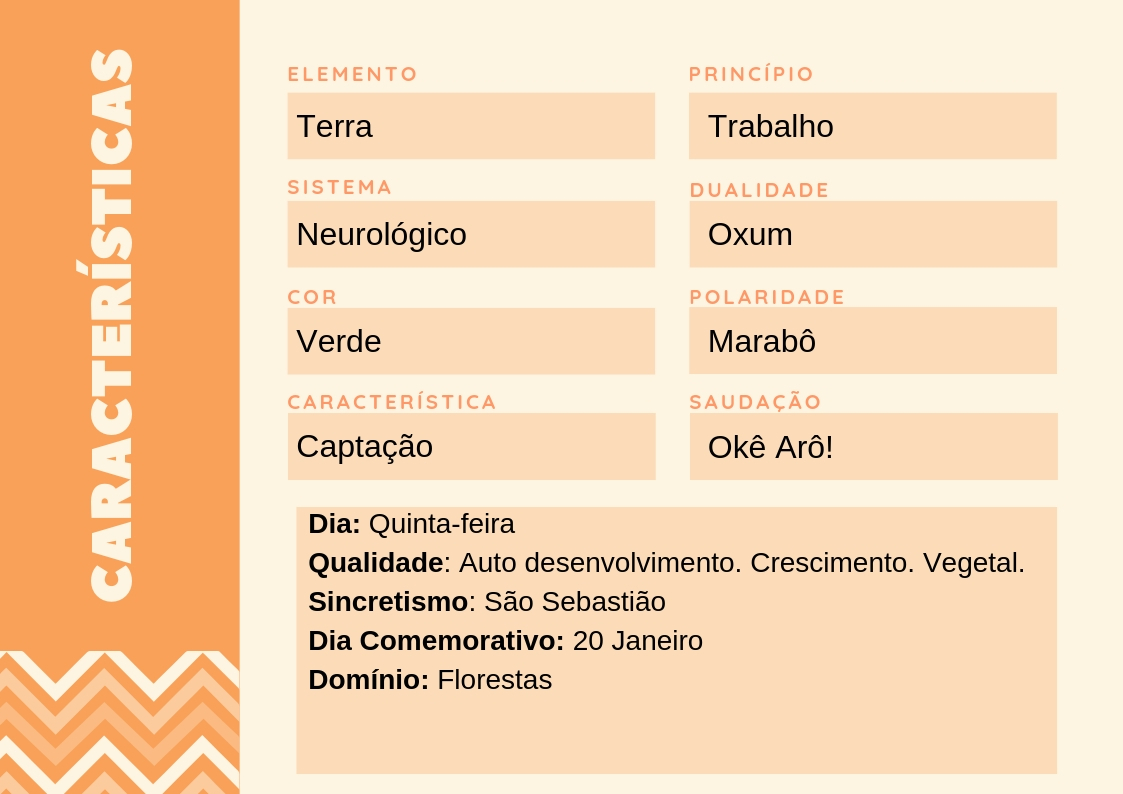 CARACTERÍSTICAS
ELEMENTO
Terra
PRINCÍPIO
Trabalho
SISTEMA
Neurológico
DUALIDADE
Oxum
COR
Verde
POLARIDADE
Marabô
CARACTERÍSTICA
Captação
SAUDAÇÃO
Okê Arô!
Dia: Quinta-feira
Qualidade: Auto desenvolvimento. Crescimento. Vegetal.
Sincretismo: São Sebastião
Dia Comemorativo: 20 Janeiro
Domínio: Florestas